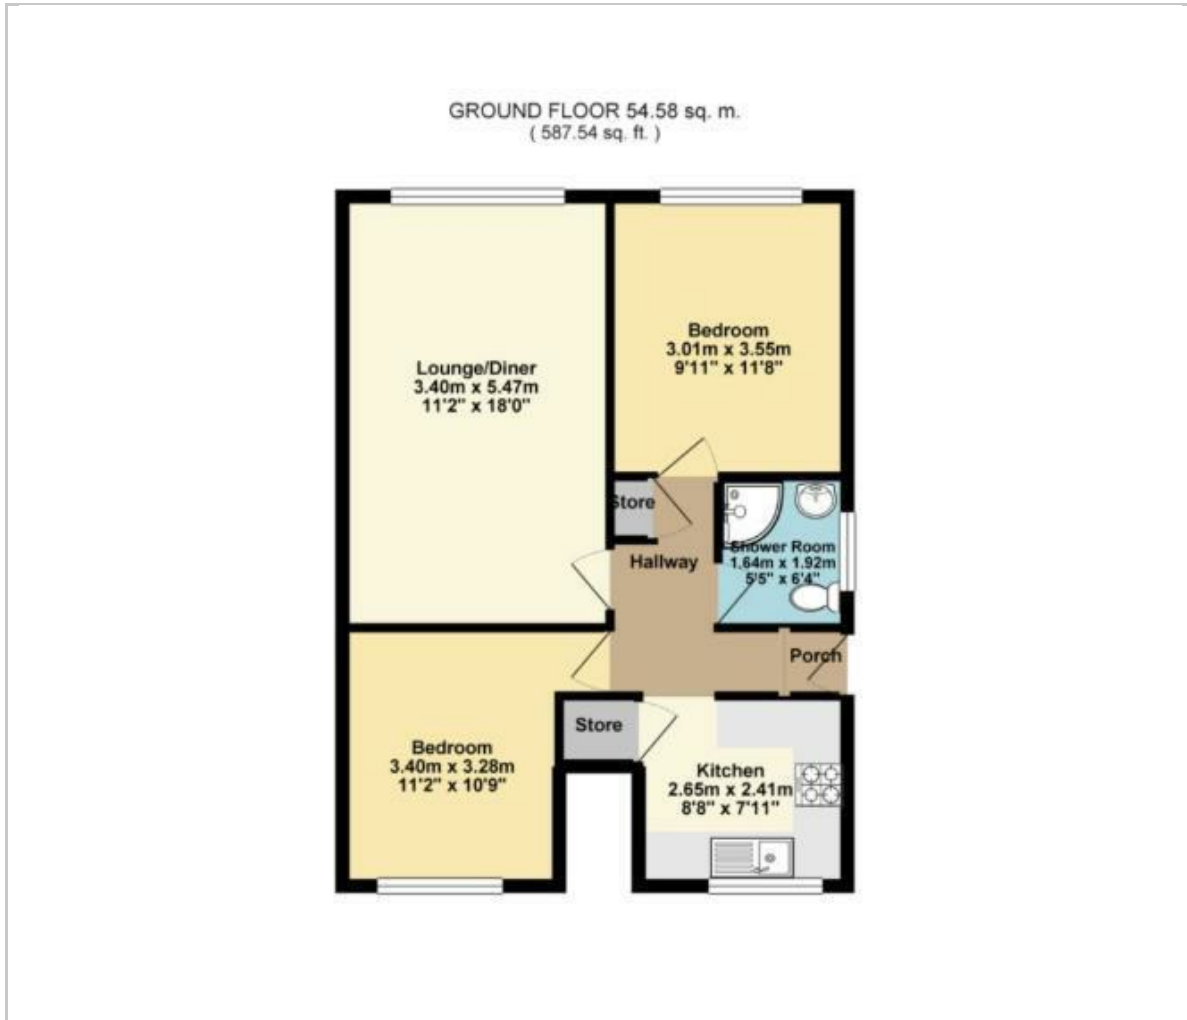 GROUND FLOOR 54.58 sq. m.
( 587.54 sq. ft. )
Bedroom
3.01m x 3.55m
9'11" x 11'8"
Lounge/Diner
3.40m x 5.47m
11'2" x 18'0"
Store
Hallway
Shower Room
1.64m x 1.92m
5'5" x 6'4"
Porch
Store
Bedroom
3.40m x 3.28m
11'2" x 10'9"
Kitchen
2.65m x 2.41m
8'8" x 7'11"